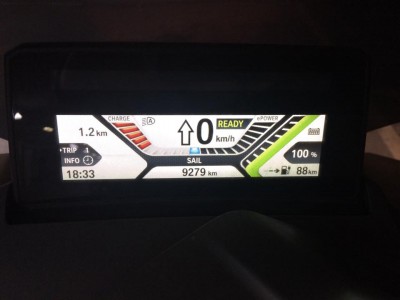 CHARGE
ePOWER
READY
1.2 km
0 km/h
• TRIP 1
INFO
SAIL
100 %
18:33
9279 km
88 km